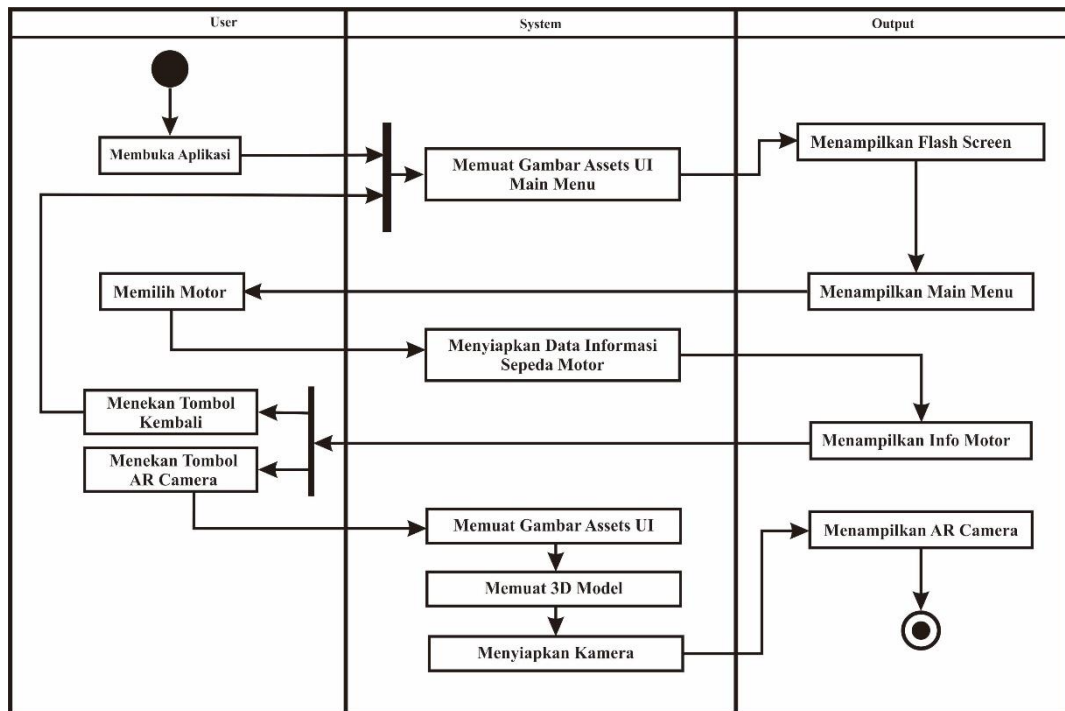 User
System
Output
Membuka Aplikasi
Memuat Gambar Assets UI
Main Menu
Menampilkan Flash Screen
Menampilkan Main Menu
Memilih Motor
Menyiapkan Data Informasi
Sepeda Motor
Menampilkan Info Motor
Menekan Tombol
Kembali
Menekan Tombol
AR Camera
Memuat Gambar Assets UI
Memuat 3D Model
Menyiapkan Kamera
Menampilkan AR Camera